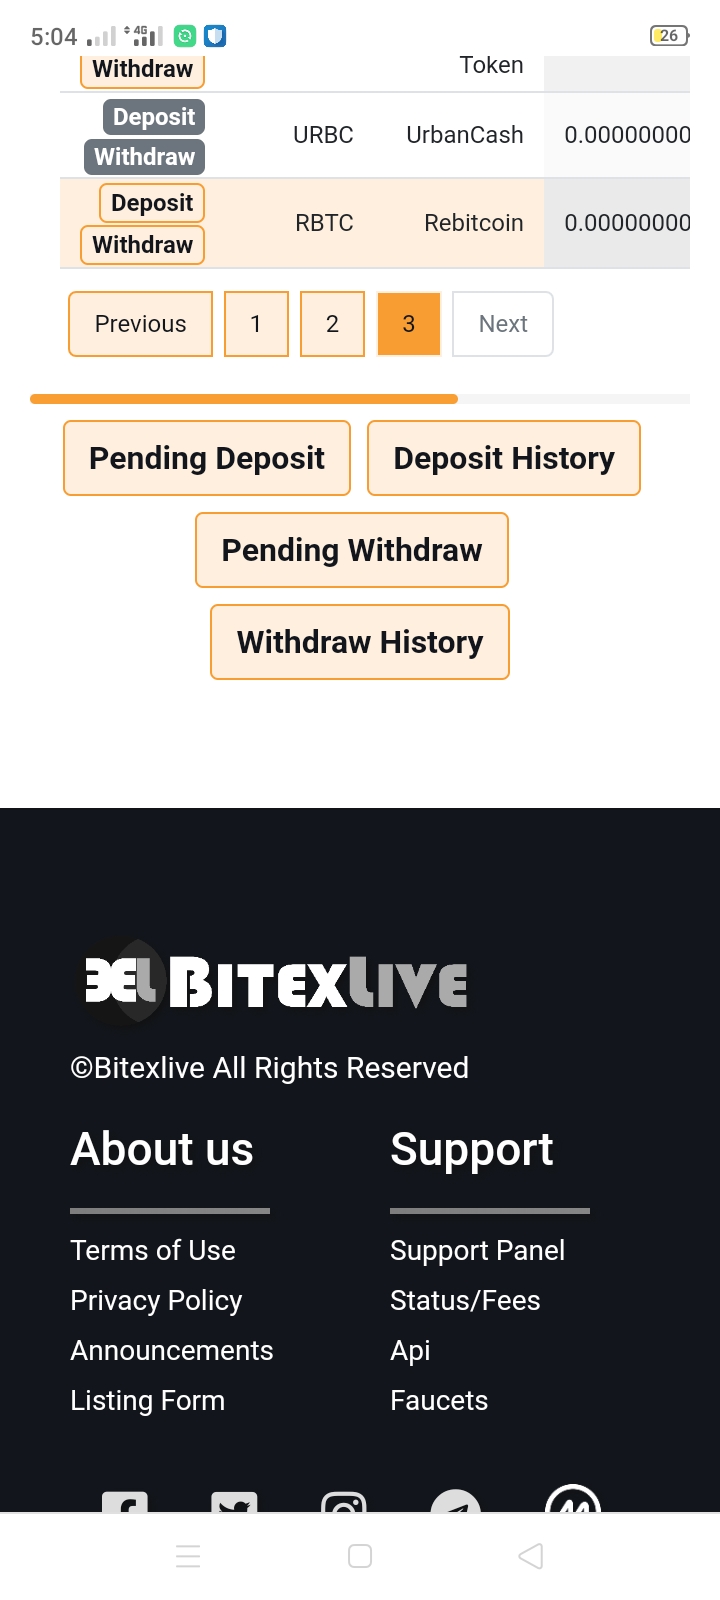 5:04 4G 26
Withdraw Token
Deposit
URBC UrbanCash 0.00000000
Withdraw
Deposit
RBTC Rebitcoin 0.00000000
Withdraw
Previous 1 2 3 Next
Pending Deposit Deposit History
Pending Withdraw
Withdraw History
BEL BITEXLIVE
©Bitexlive All Rights Reserved
About us Support
Terms of Use Support Panel
Privacy Policy Status/Fees
Announcements Api
Listing Form Faucets